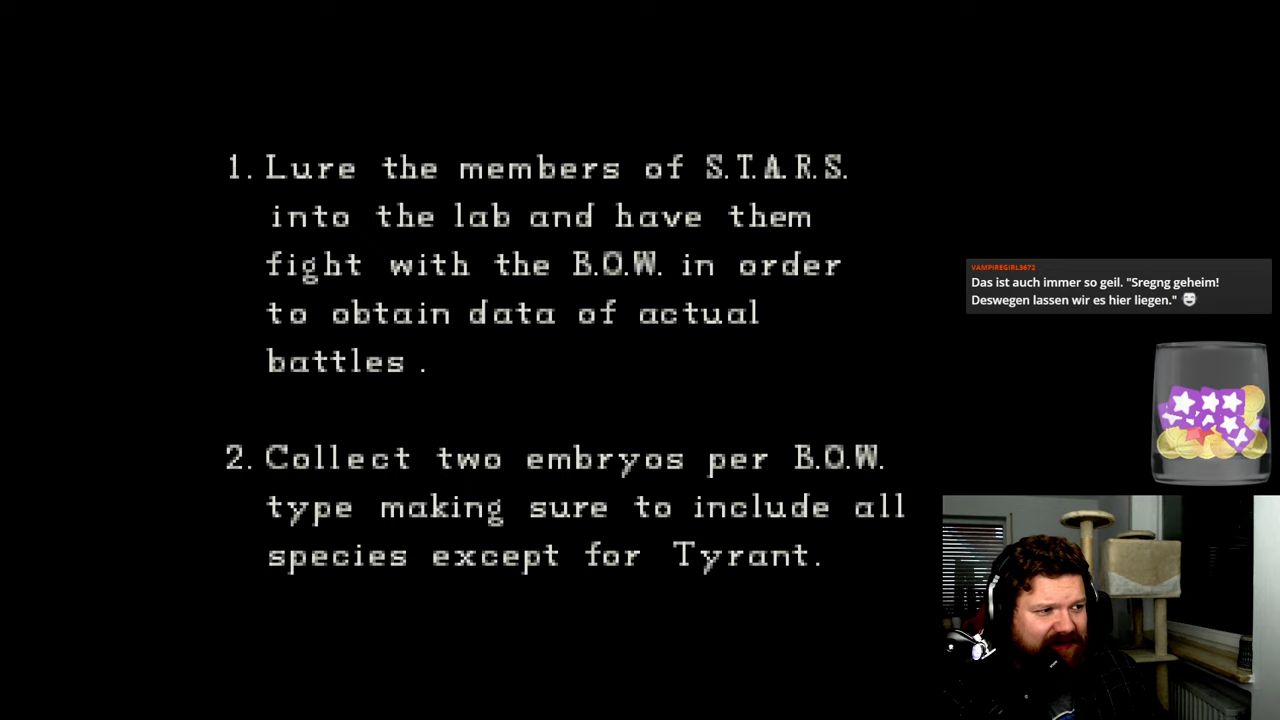 1. Lure the members of S.T.A.R.S.
into the lab and have them
fight with the B.O.W. in order
to obtain data of actual
battles.
2. Collect two embryos per B.O.W.
type making sure to include all
species except for Tyrant.
VAMPIREGIRL3672
Das ist auch immer so geil. "Sregng geheim!
Deswegen lassen wir es hier liegen."